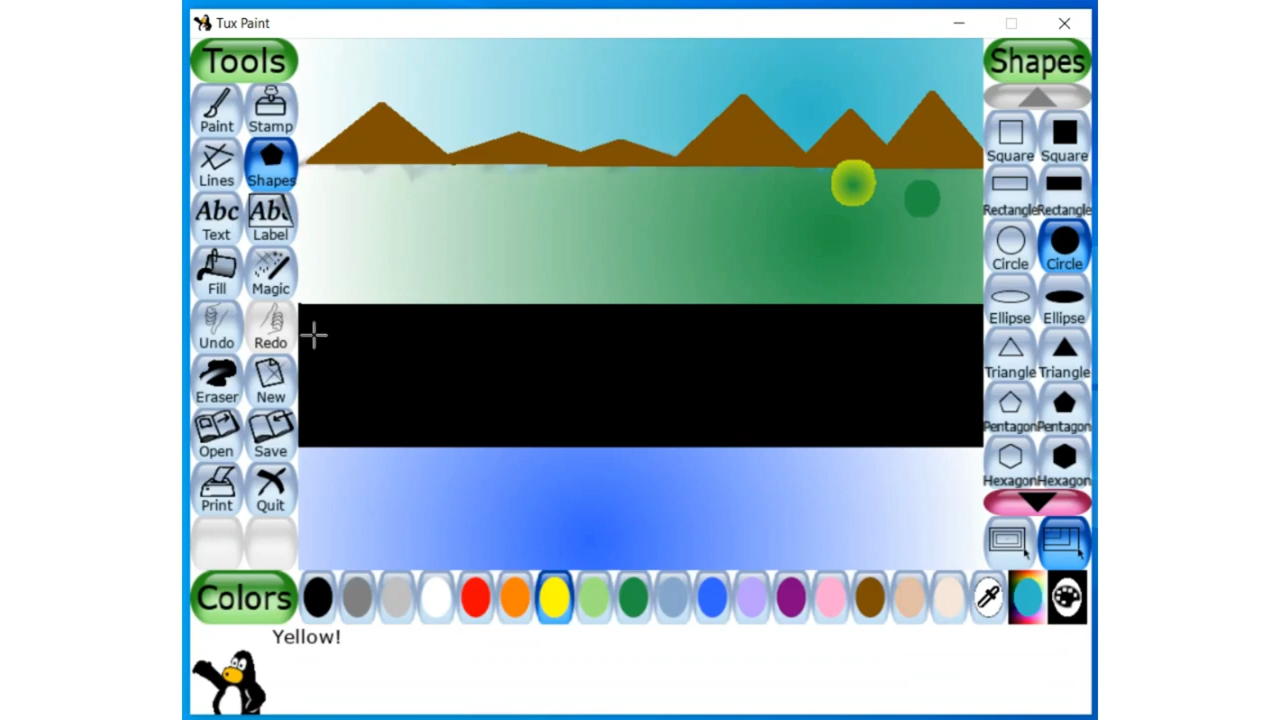 Tux Paint
Tools
Shapes
Paint Stamp
Square Square
Lines Shapes
Rectangle Rectangle
Abc Abc
Text Label
Circle Circle
Fill Magic
Ellipse Ellipse
Undo Redo
Triangle Triangle
Eraser New
Pentagon Pentagon
Open Save
Hexagon Hexagon
Print Quit
Colors
Yellow!